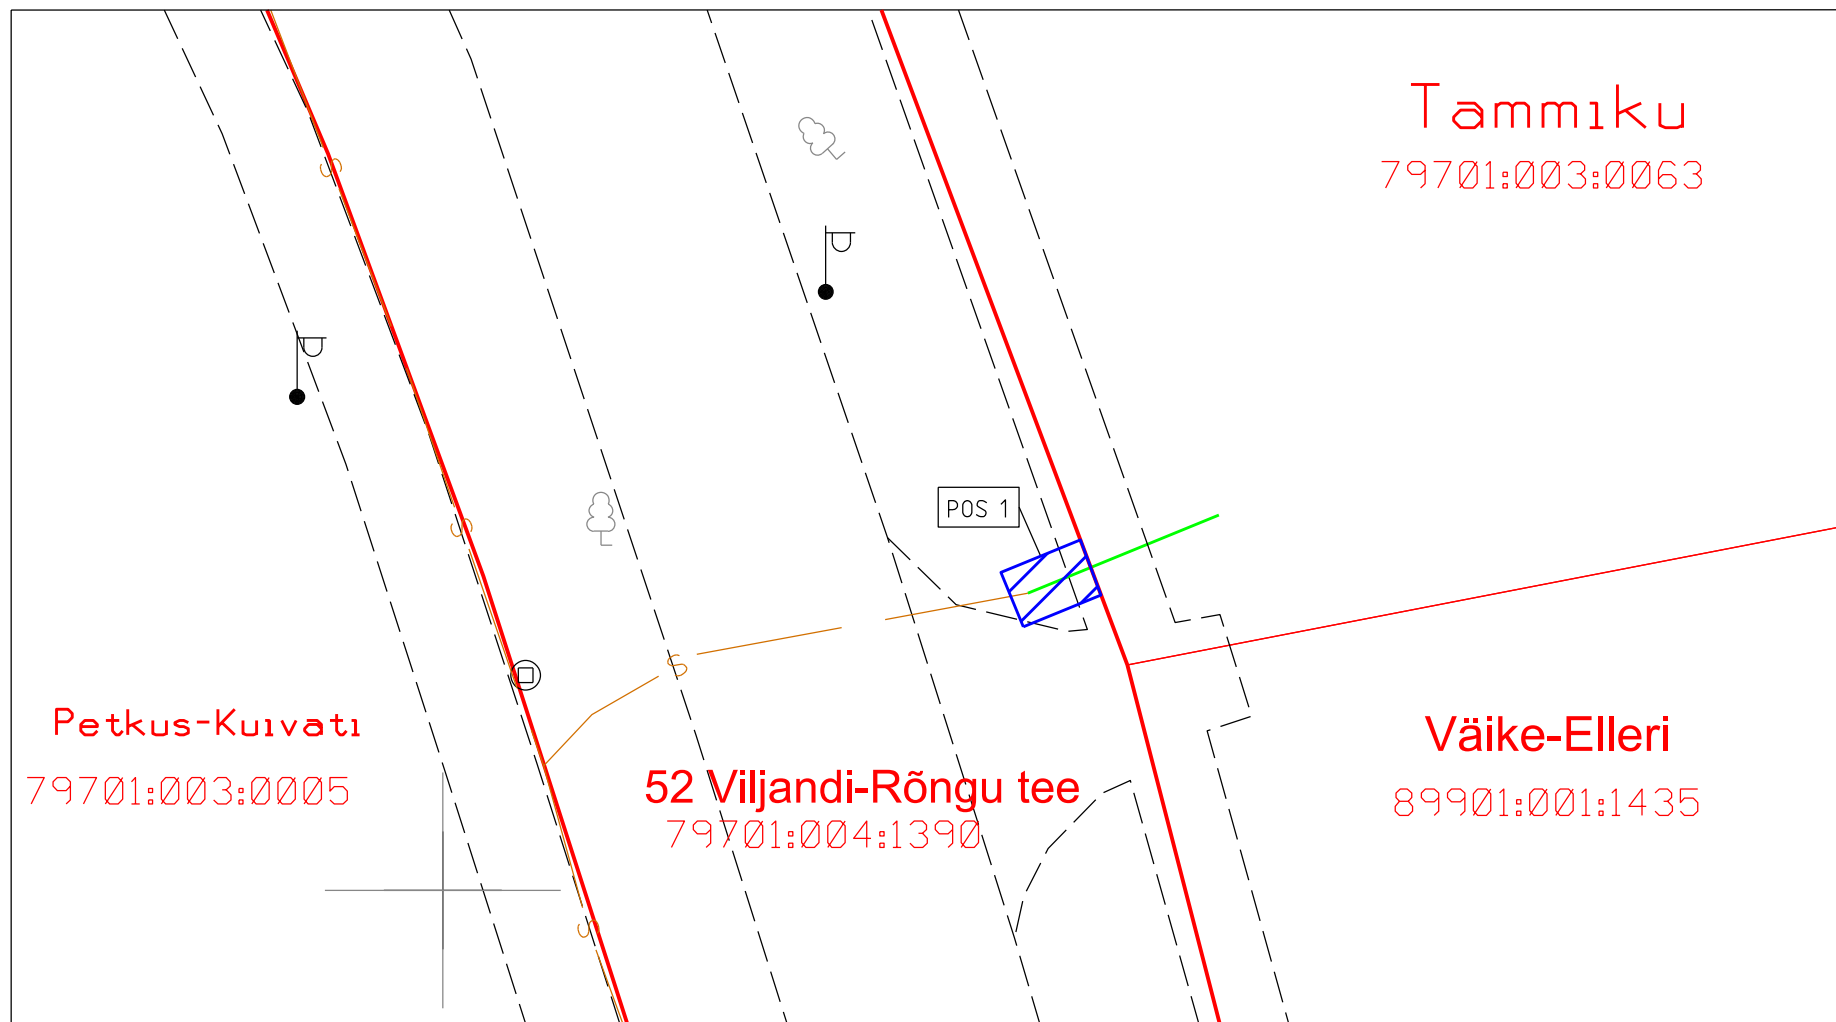 Tammiku
79701:003:0063
S
S
POS 1
S
Petkus-Kuivati
79701:003:0005
52 Viljandi-Rõngu tee
79701:004:1390
Väike-Elleri
89901:001:1435
S